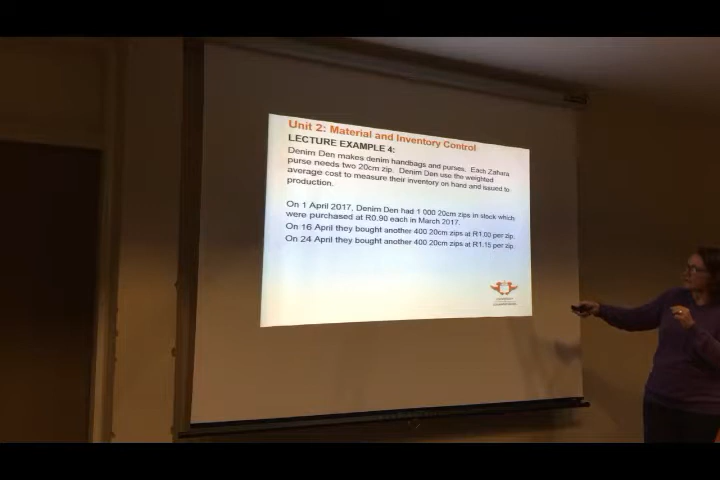 Unit 2: Material and Inventory Control
LECTURE EXAMPLE 4:
Denim Den makes denim handbags and purses. Each Zahara
purse needs two 20cm zip. Denim Den use the weighted
average cost to measure their inventory on hand and issued to
production.
On 1 April 2017, Denim Den had 1 000 20cm zips in stock which
were purchased at R0.90 each in March 2017.
On 16 April they bought another 400 20cm zips at R1.00 per zip.
On 24 April they bought another 400 20cm zips at R1.15 per zip.